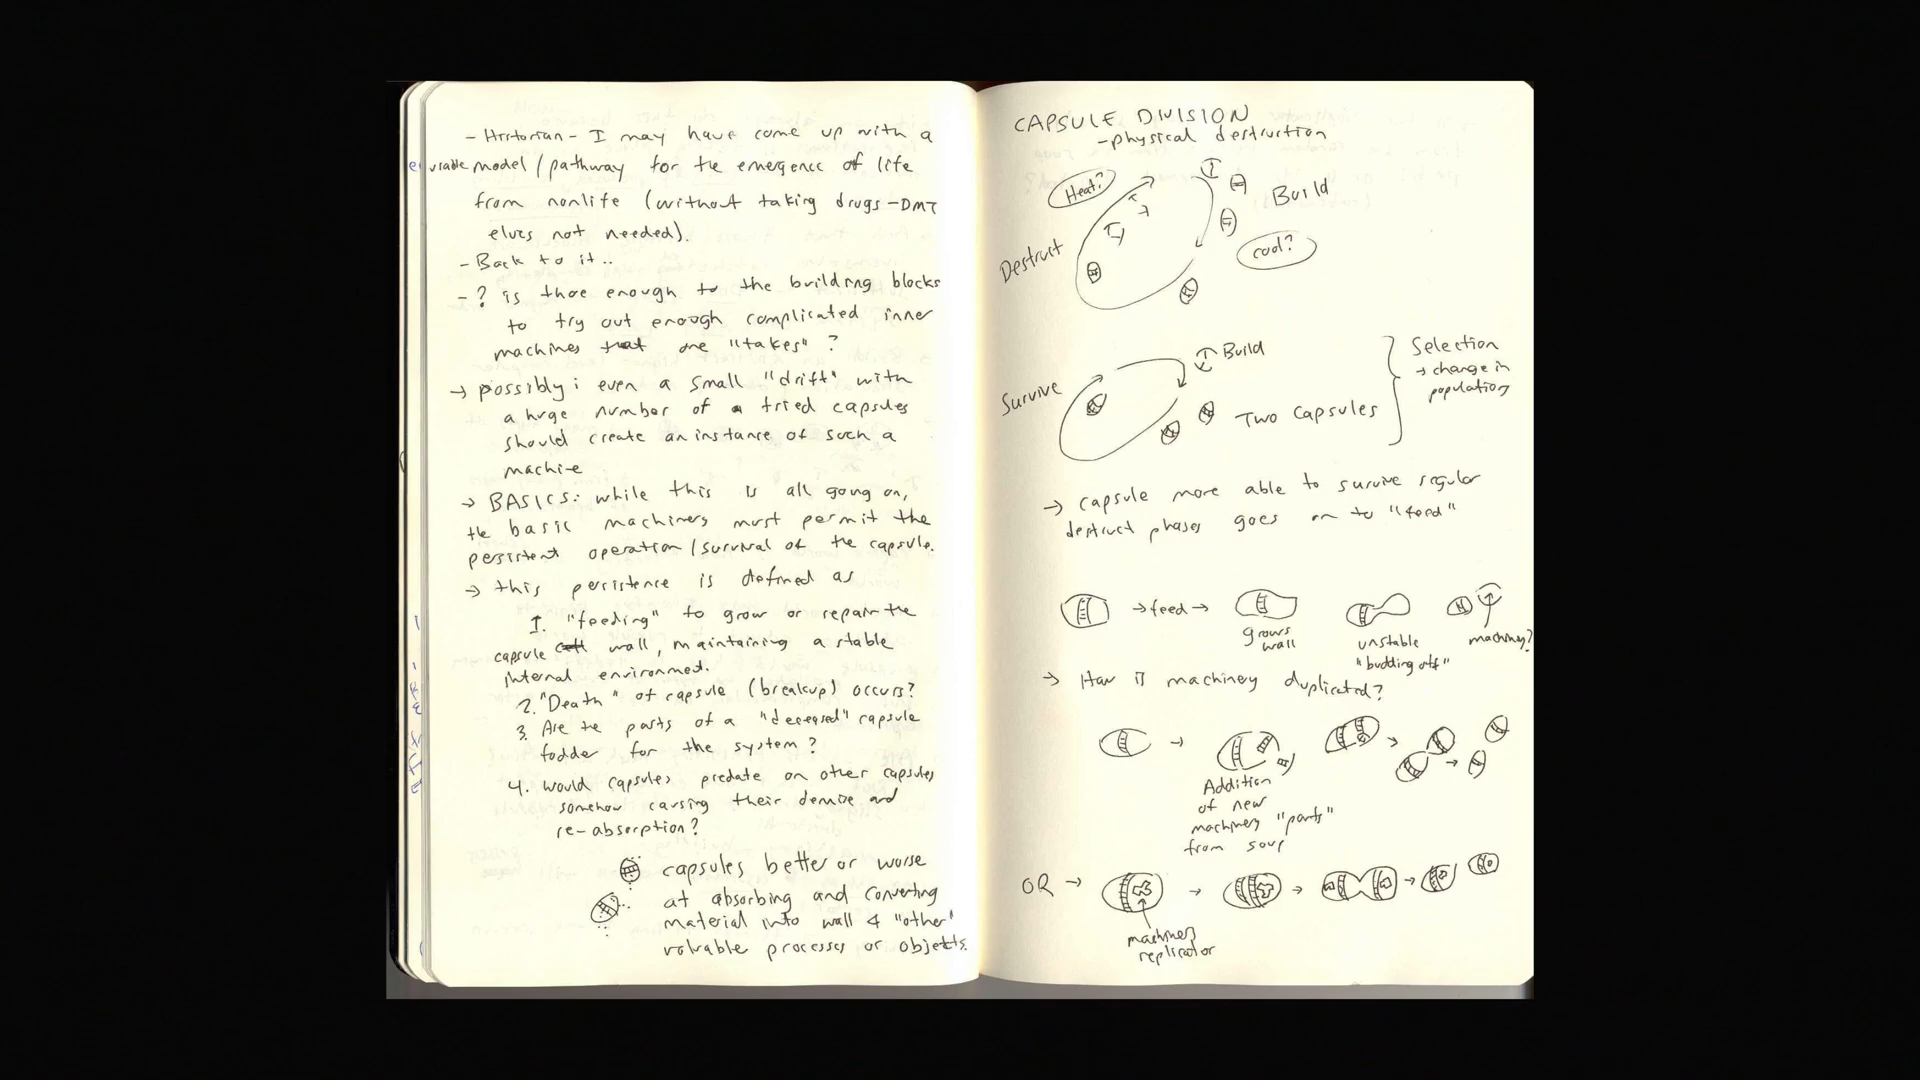 - Historian - I may have come up with a
viable model / pathway for the emergence of life
from nonlife (without taking drugs - DMT
elves not needed).
- Back to it..
- ? is there enough to the building blocks
to try out enough complicated inner
machines that one "takes" ?
→ possibly; even a small "drift" with
a huge number of tried capsules
should create an instance of such a
machine
→ BASICS: while this is all going on,
the basic machinery must permit the
persistent operation / survival of the capsule.
→ this persistence is defined as
1. "feeding" to grow or repair the
capsule wall, maintaining a stable
internal environment.
2. "Death" of capsule (breakup) occurs?
3. Are the parts of a "deceased" capsule
fodder for the system?
4. would capsules predate on other capsules
somehow causing their demise and
re-absorption?
capsules better or worse
at absorbing and converting
material into wall & "other"
valuable processes or objects.
CAPSULE DIVISION
- physical destruction
Heat?
Build
cool?
Destruct
Build
Survive
Two Capsules
Selection
→ change in
population
→ capsule more able to survive regular
destruct phases goes on to "feed"
→ feed →
grows
wall
unstable
"budding off"
machinery?
→ How is machinery duplicated?
Addition
of new
machinery "parts"
from soup
OR →
machinery
replicator